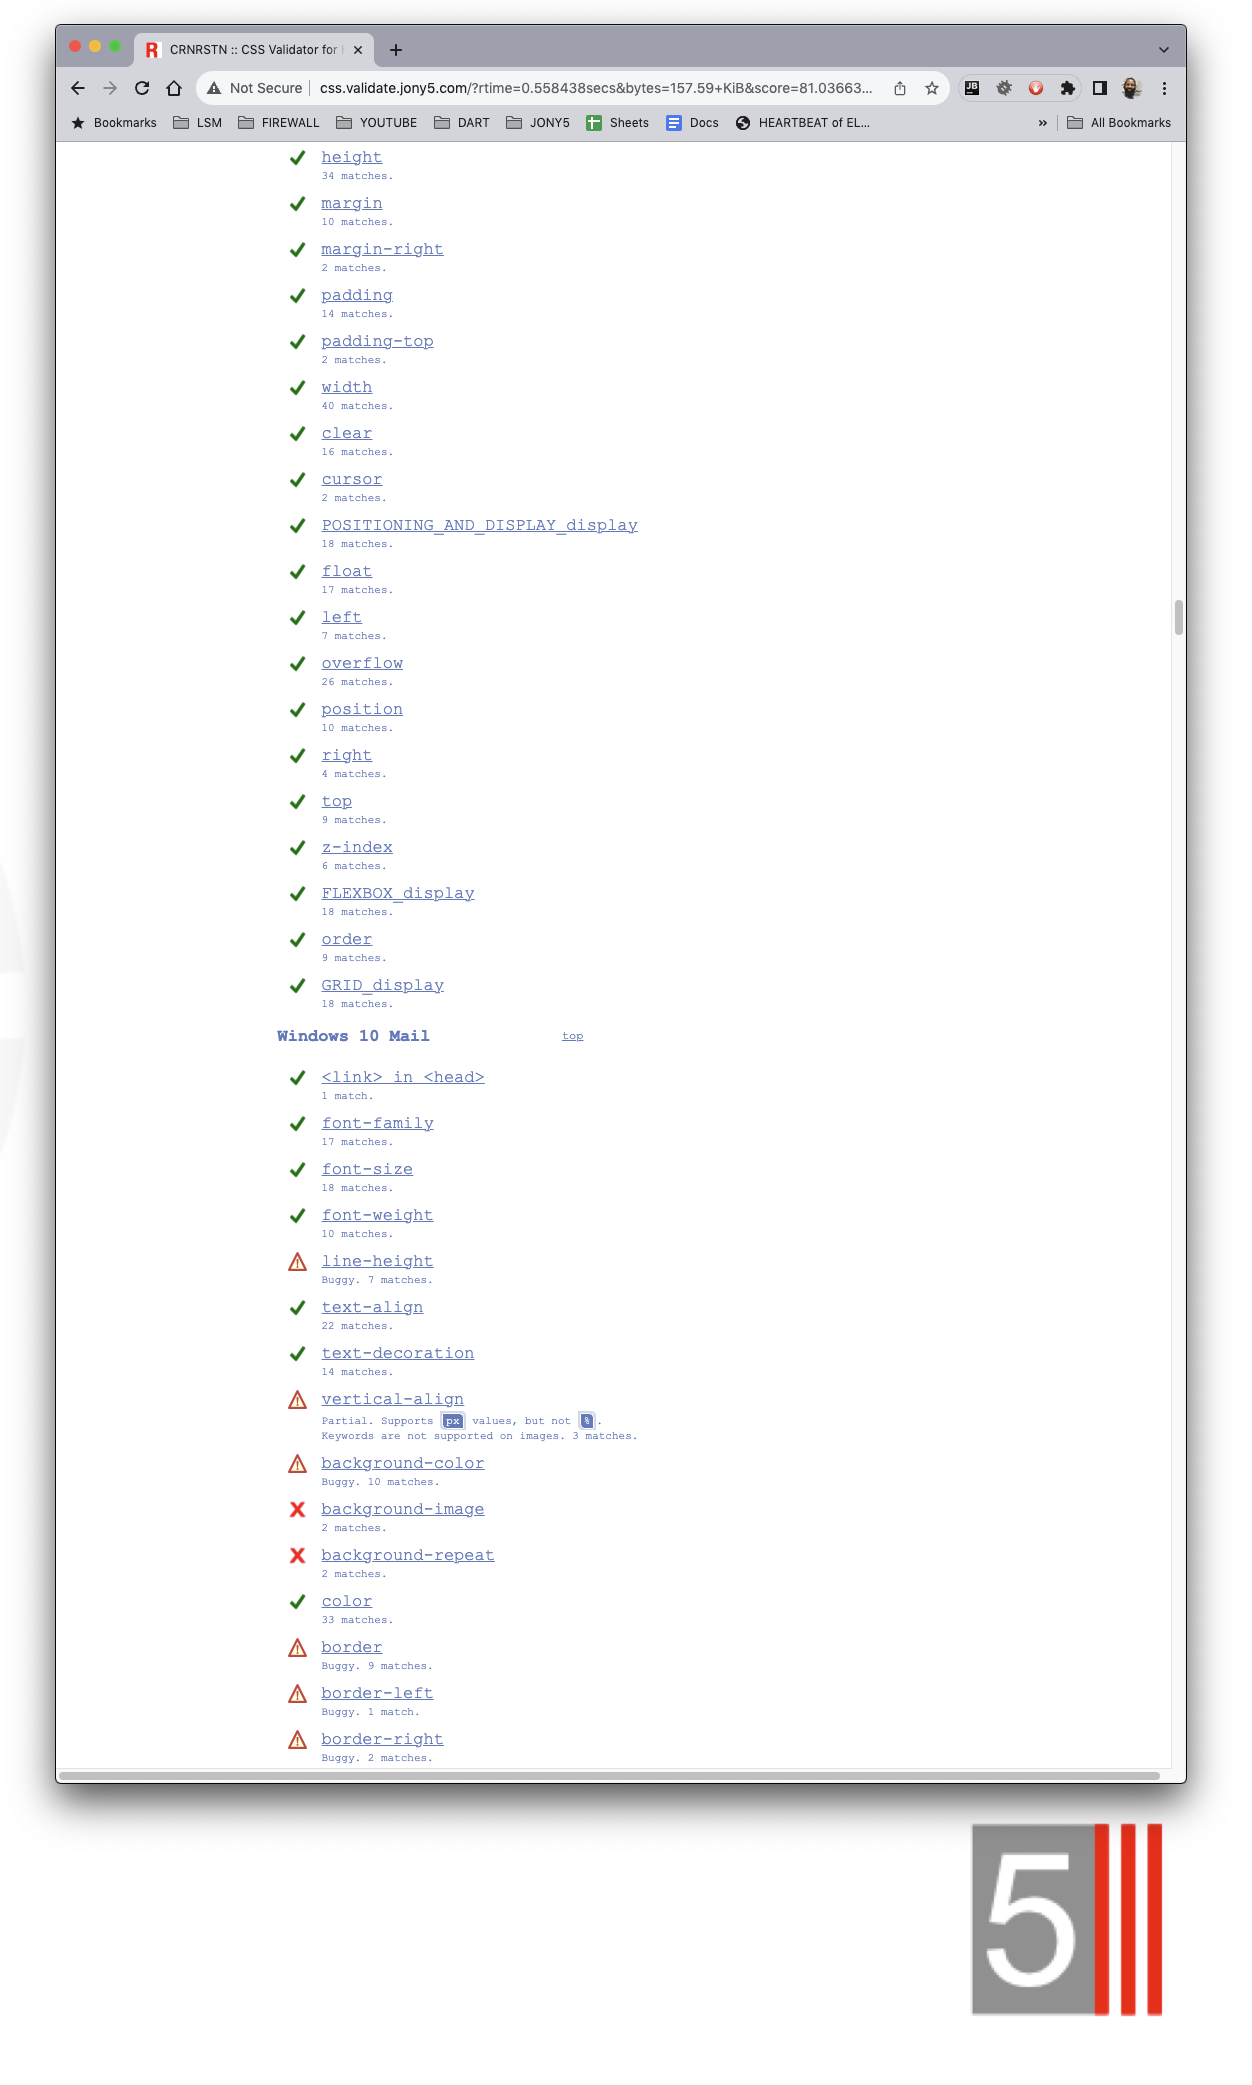 R CRNRSTN :: CSS Validator for
Not Secure css.validate.jony5.com/?rtime=0.558438secs&bytes=157.59+KiB&score=81.03663...
JB
Bookmarks LSM FIREWALL YOUTUBE DART JONY5 Sheets Docs HEARTBEAT of EL... » All Bookmarks
height
34 matches.
margin
10 matches.
margin-right
2 matches.
padding
14 matches.
padding-top
2 matches.
width
40 matches.
clear
16 matches.
cursor
2 matches.
POSITIONING_AND_DISPLAY_display
18 matches.
float
17 matches.
left
7 matches.
overflow
26 matches.
position
10 matches.
right
4 matches.
top
9 matches.
z-index
6 matches.
FLEXBOX_display
18 matches.
order
9 matches.
GRID_display
18 matches.
Windows 10 Mail top
<link> in <head>
1 match.
font-family
17 matches.
font-size
18 matches.
font-weight
10 matches.
line-height
Buggy. 7 matches.
text-align
22 matches.
text-decoration
14 matches.
vertical-align
Partial. Supports px values, but not %.
Keywords are not supported on images. 3 matches.
background-color
Buggy. 10 matches.
background-image
2 matches.
background-repeat
2 matches.
color
33 matches.
border
Buggy. 9 matches.
border-left
Buggy. 1 match.
border-right
Buggy. 2 matches.
5